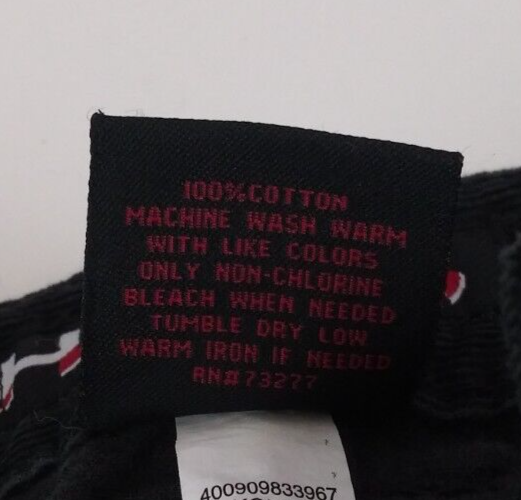 100%COTTON
MACHINE WASH WARM
WITH LIKE COLORS
ONLY NON-CHLORINE
BLEACH WHEN NEEDED
TUMBLE DRY LOW
WARM IRON IF NEEDED
RN#73277
400909833967